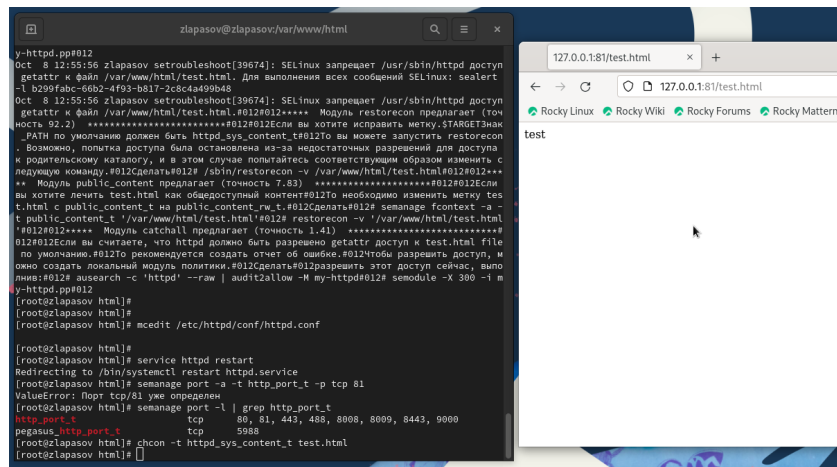 zlapasov@zlapasov:/var/www/html
y-httpd.pp#012
Oct  8 12:55:56 zlapasov setroubleshoot[39674]: SELinux запрещает /usr/sbin/httpd доступ
 getattr к файл /var/www/html/test.html. Для выполнения всех сообщений SELinux: sealert
-l b299fabc-66b2-4f93-b817-2c8c4a499b48
Oct  8 12:55:56 zlapasov setroubleshoot[39674]: SELinux запрещает /usr/sbin/httpd доступ
 getattr к файл /var/www/html/test.html.#012#012*****  Модуль restorecon предлагает (точ
ность 92.2)  ************************#012#012Если вы хотите исправить метку.$TARGETЗнак
_PATH по умолчанию должен быть httpd_sys_content_t#012То вы можете запустить restorecon
. Возможно, попытка доступа была остановлена из-за недостаточных разрешений для доступа
к родительскому каталогу, и в этом случае попытайтесь соответствующим образом изменить с
ледующую команду.#012Сделать#012# /sbin/restorecon -v /var/www/html/test.html#012#012***
**  Модуль public_content предлагает (точность 7.83)  ********************#012#012Если
вы хотите лечить test.html как общедоступный контент#012То необходимо изменить метку tes
t.html с public_content_t на public_content_rw_t.#012Сделать#012# semanage fcontext -a -
t public_content_t '/var/www/html/test.html'#012# restorecon -v '/var/www/html/test.html
'#012#012*****  Модуль catchall предлагает (точность 1.41)  **************************#
012#012Если вы считаете, что httpd должно быть разрешено getattr доступ к test.html file
 по умолчанию.#012То рекомендуется создать отчет об ошибке.#012Чтобы разрешить доступ, м
ожно создать локальный модуль политики.#012Сделать#012разрешить этот доступ сейчас, выпо
лнив:#012# ausearch -c 'httpd' --raw | audit2allow -M my-httpd#012# semodule -X 300 -i m
y-httpd.pp#012
[root@zlapasov html]#
[root@zlapasov html]#
[root@zlapasov html]# mcedit /etc/httpd/conf/httpd.conf
[root@zlapasov html]#
[root@zlapasov html]# service httpd restart
Redirecting to /bin/systemctl restart httpd.service
[root@zlapasov html]# semanage port -a -t http_port_t -p tcp 81
ValueError: Порт tcp/81 уже определен
[root@zlapasov html]# semanage port -l | grep http_port_t
http_port_t                    tcp      80, 81, 443, 488, 8008, 8009, 8443, 9000
pegasus_http_port_t            tcp      5988
[root@zlapasov html]# chcon -t httpd_sys_content_t test.html
[root@zlapasov html]#
127.0.0.1:81/test.html
127.0.0.1:81/test.html
Rocky Linux Rocky Wiki Rocky Forums Rocky Mattern
test